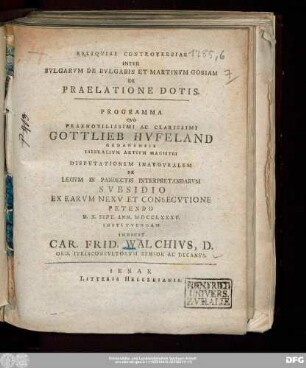 RELIQVIAE CONTROVERSIAE
INTER
BVLGARVM DE BVLGARIS ET MARTINVM GOSIAM
DE
PRAELATIONE DOTIS.
PROGRAMMA
QVO
PRAENOBILISSIMI AC CLARISSIMI
GOTTLIEB HVFELAND
GEDANENSIS
LIBERALIVM ARTIVM MAGISTRI
DISPVTATIONEM INAVGVRALEM
DE
LEGVM IN PANDECTIS INTERPRETANDARVM
SVBSIDIO
EX EARVM NEXV ET CONSECVTIONE
PETENDO
SEPT. ANN. MDCCLXXXV.
INSTITVENDAM
INDICIT
CAR. FRID. WALCHIVS, D.
ORD. IVRISCONSVLTORVM SENIOR AC DECANVS.
IENAE
LITERIS HELLERIANIS.